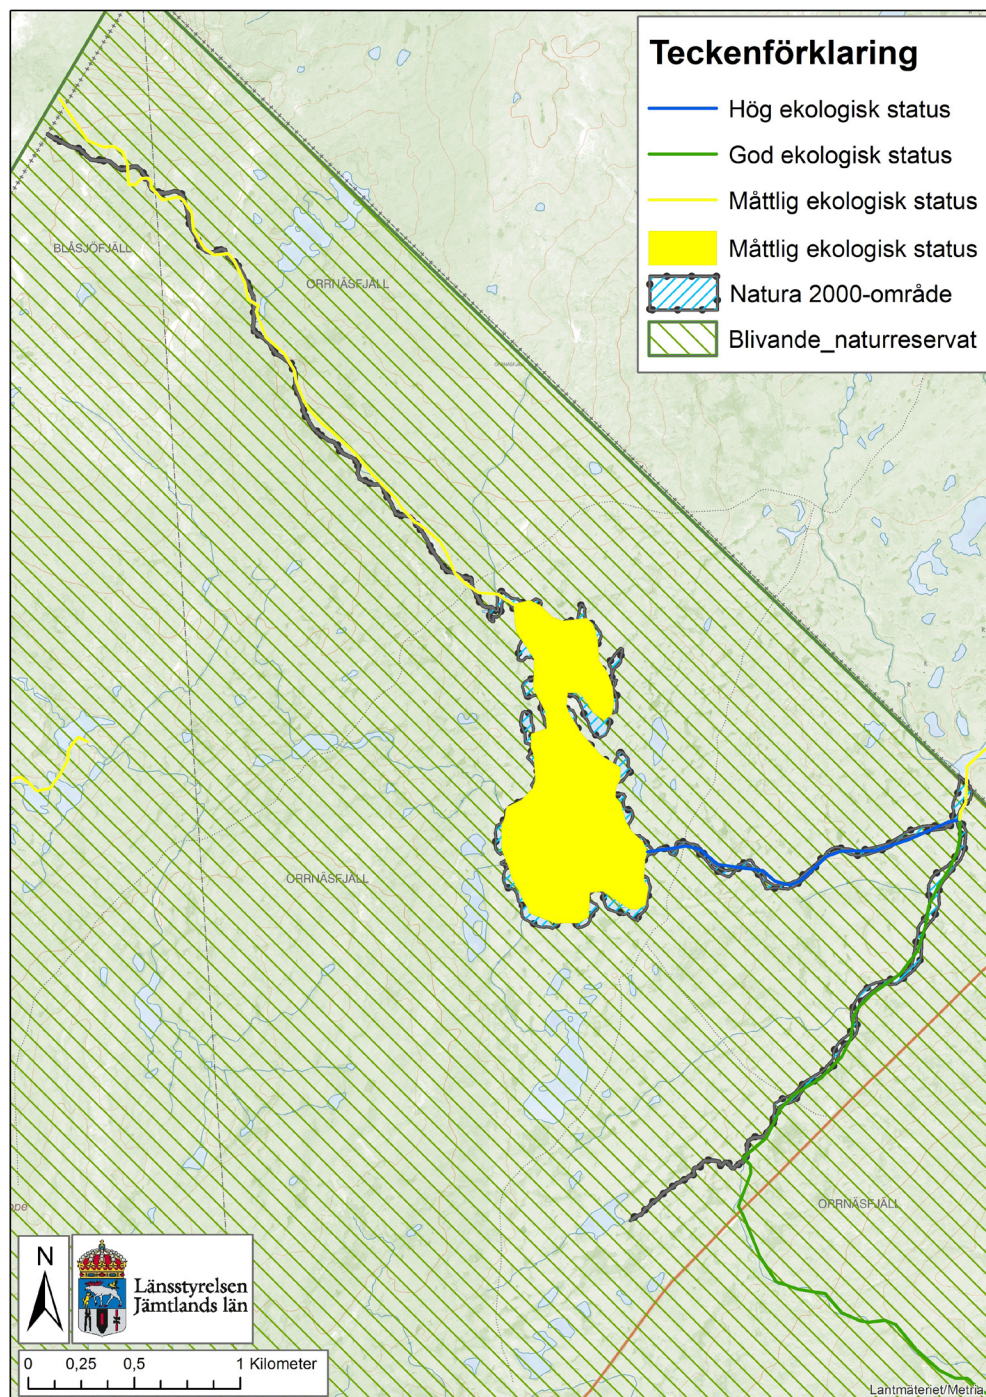 Teckenförklaring
Hög ekologisk status
God ekologisk status
Måttlig ekologisk status
Måttlig ekologisk status
Natura 2000-område
Blivande_naturreservat
BLÅSJÖFJÄLL
ORRNÄSFJÄLL
ORRNÄSFJÄLL
ORRNÄSFJÄLL
ORRNÄSFJÄLL
N
Länsstyrelsen
Jämtlands län
0 0,25 0,5 1 Kilometer
Lantmäteriet/Metria